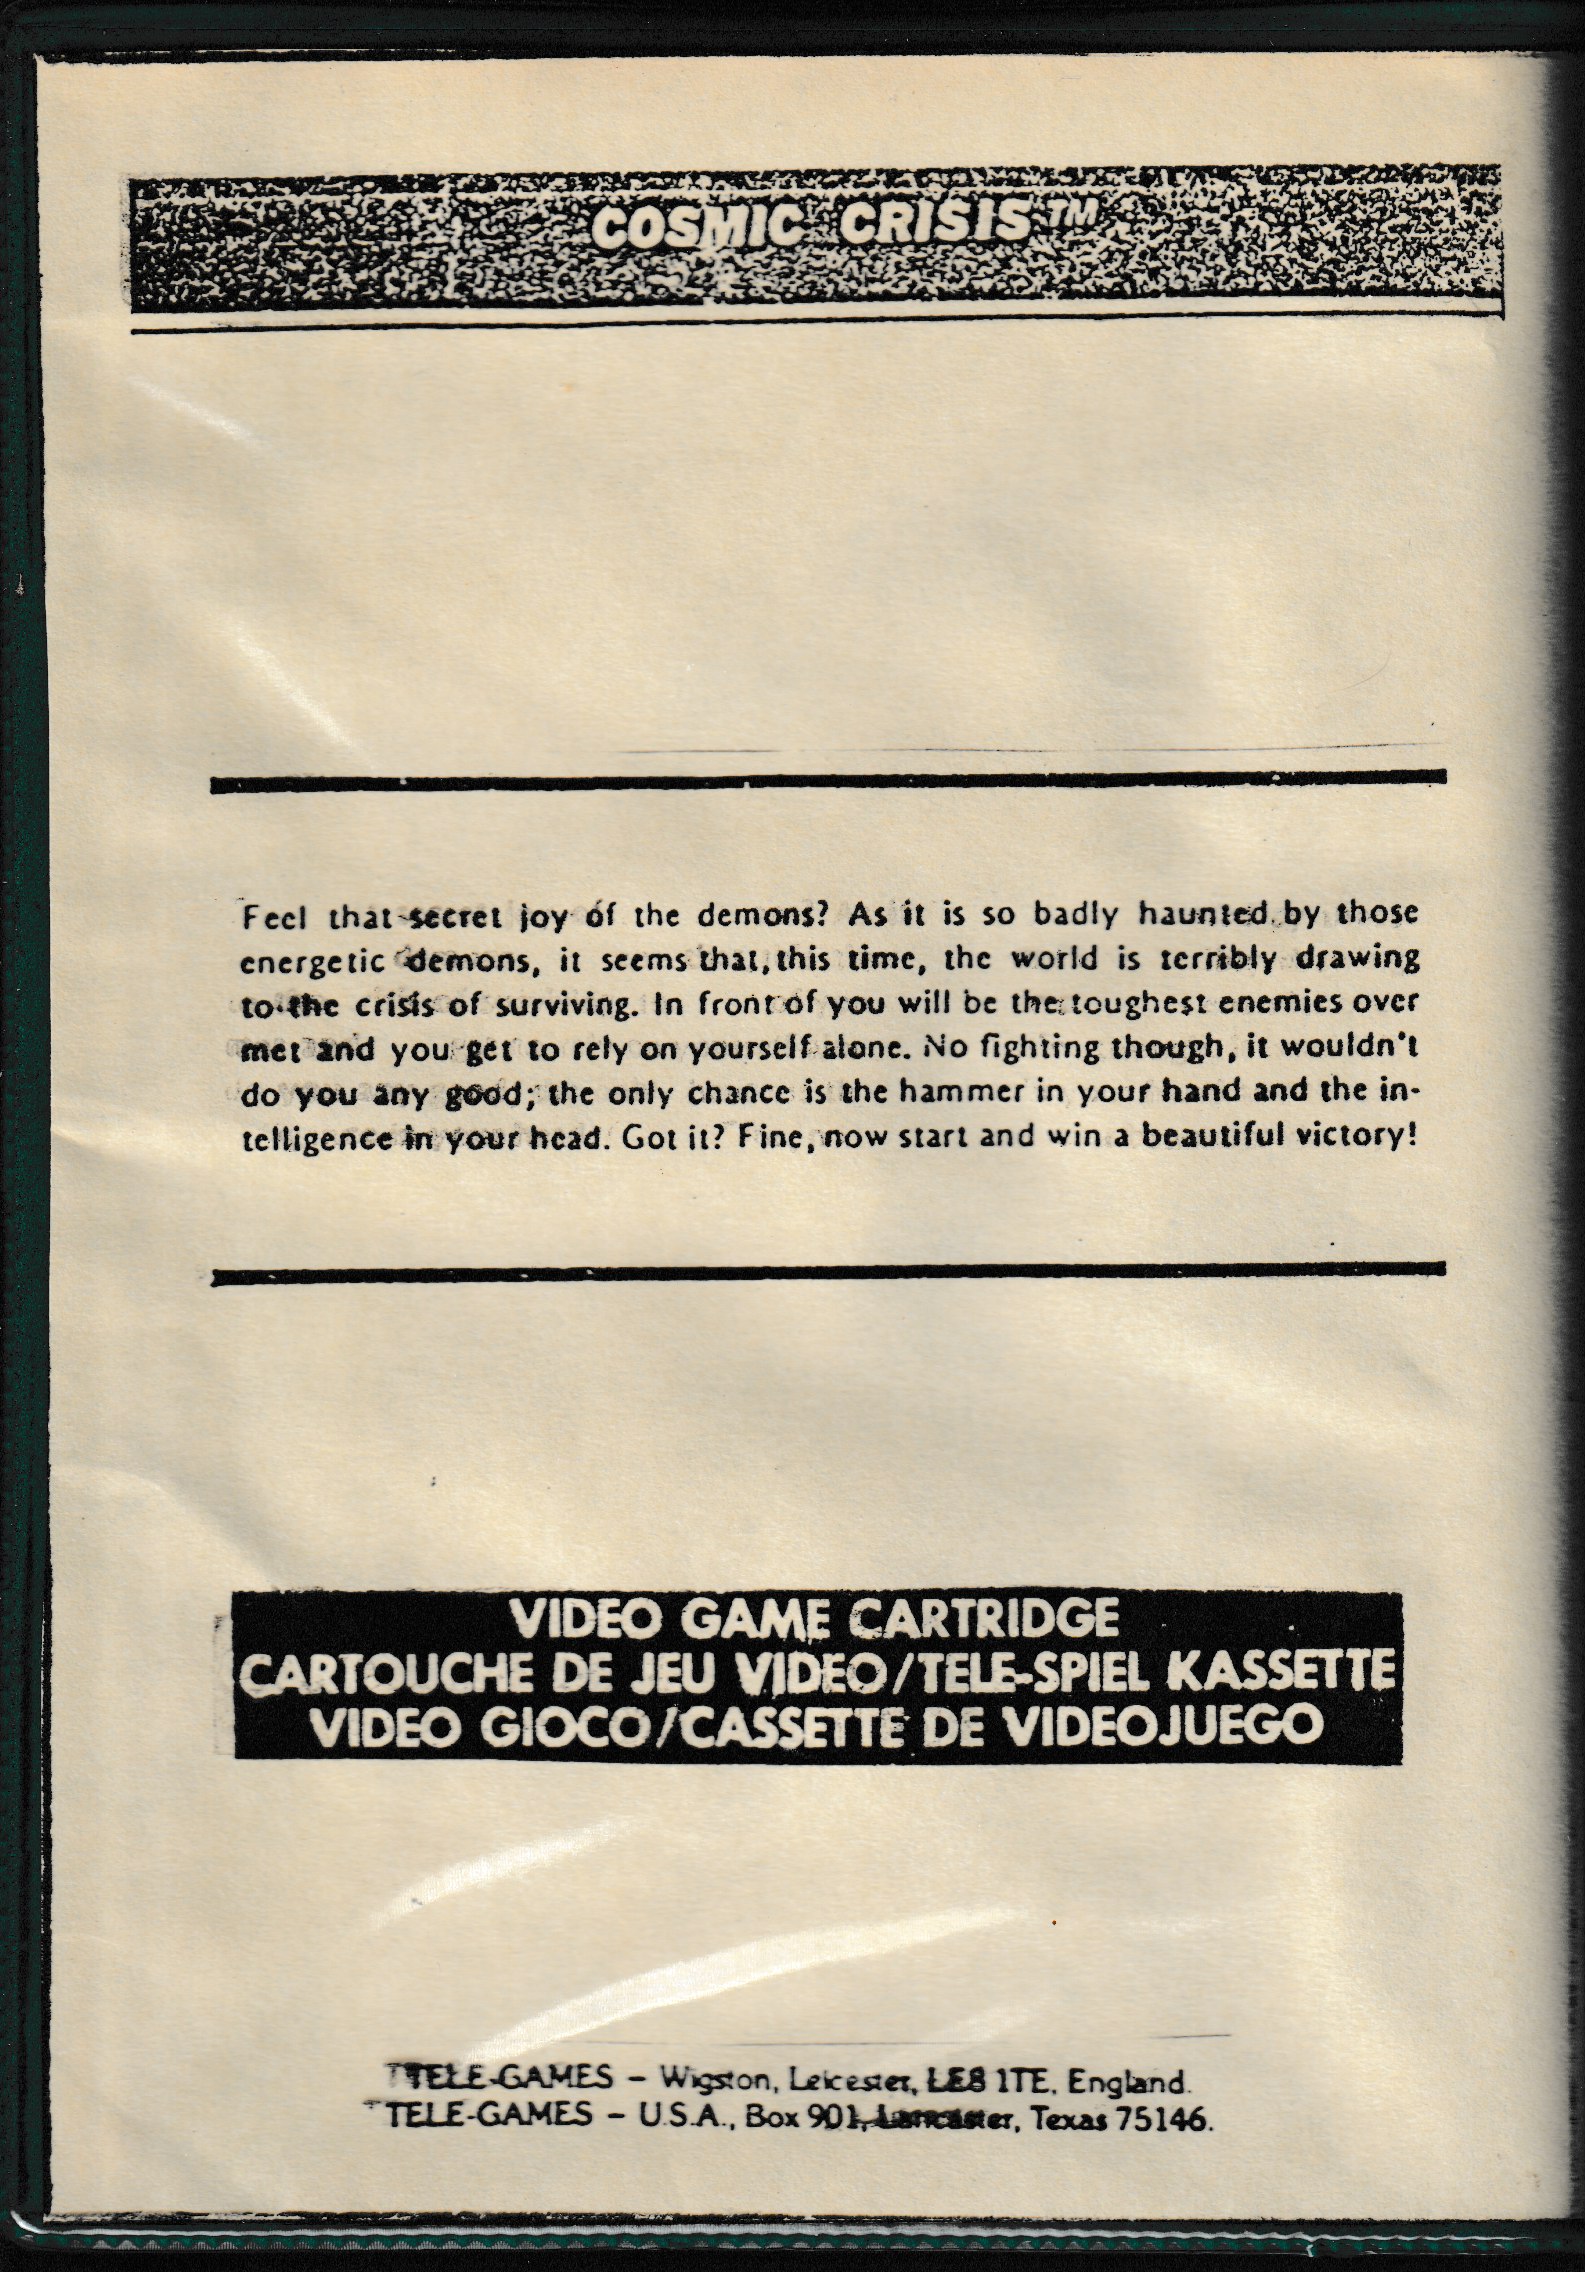 COSMIC CRISIS™
Feel that secret joy of the demons? As it is so badly haunted by those
energetic demons, it seems that, this time, the world is terribly drawing
to the crisis of surviving. In front of you will be the toughest enemies over
met and you get to rely on yourself alone. No fighting though, it wouldn't
do you any good; the only chance is the hammer in your hand and the in-
telligence in your head. Got it? Fine, now start and win a beautiful victory!
VIDEO GAME CARTRIDGE
CARTOUCHE DE JEU VIDEO/TELE-SPIEL KASSETTE
VIDEO GIOCO/CASSETTE DE VIDEOJUEGO
TELE-GAMES – Wigston, Leicester, LE8 1TE. England.
TELE-GAMES – U.S.A., Box 901, Lancaster, Texas 75146.